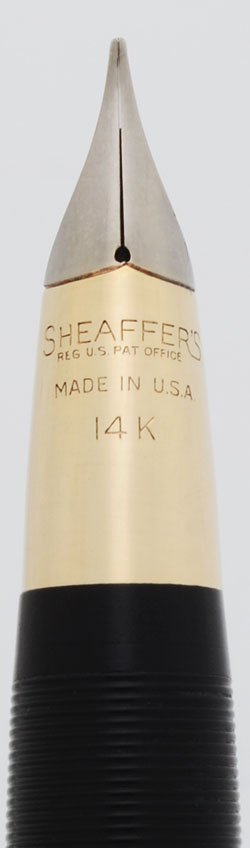 SHEAFFER'S
REG U.S. PAT OFFICE
MADE IN U.S.A.
14K